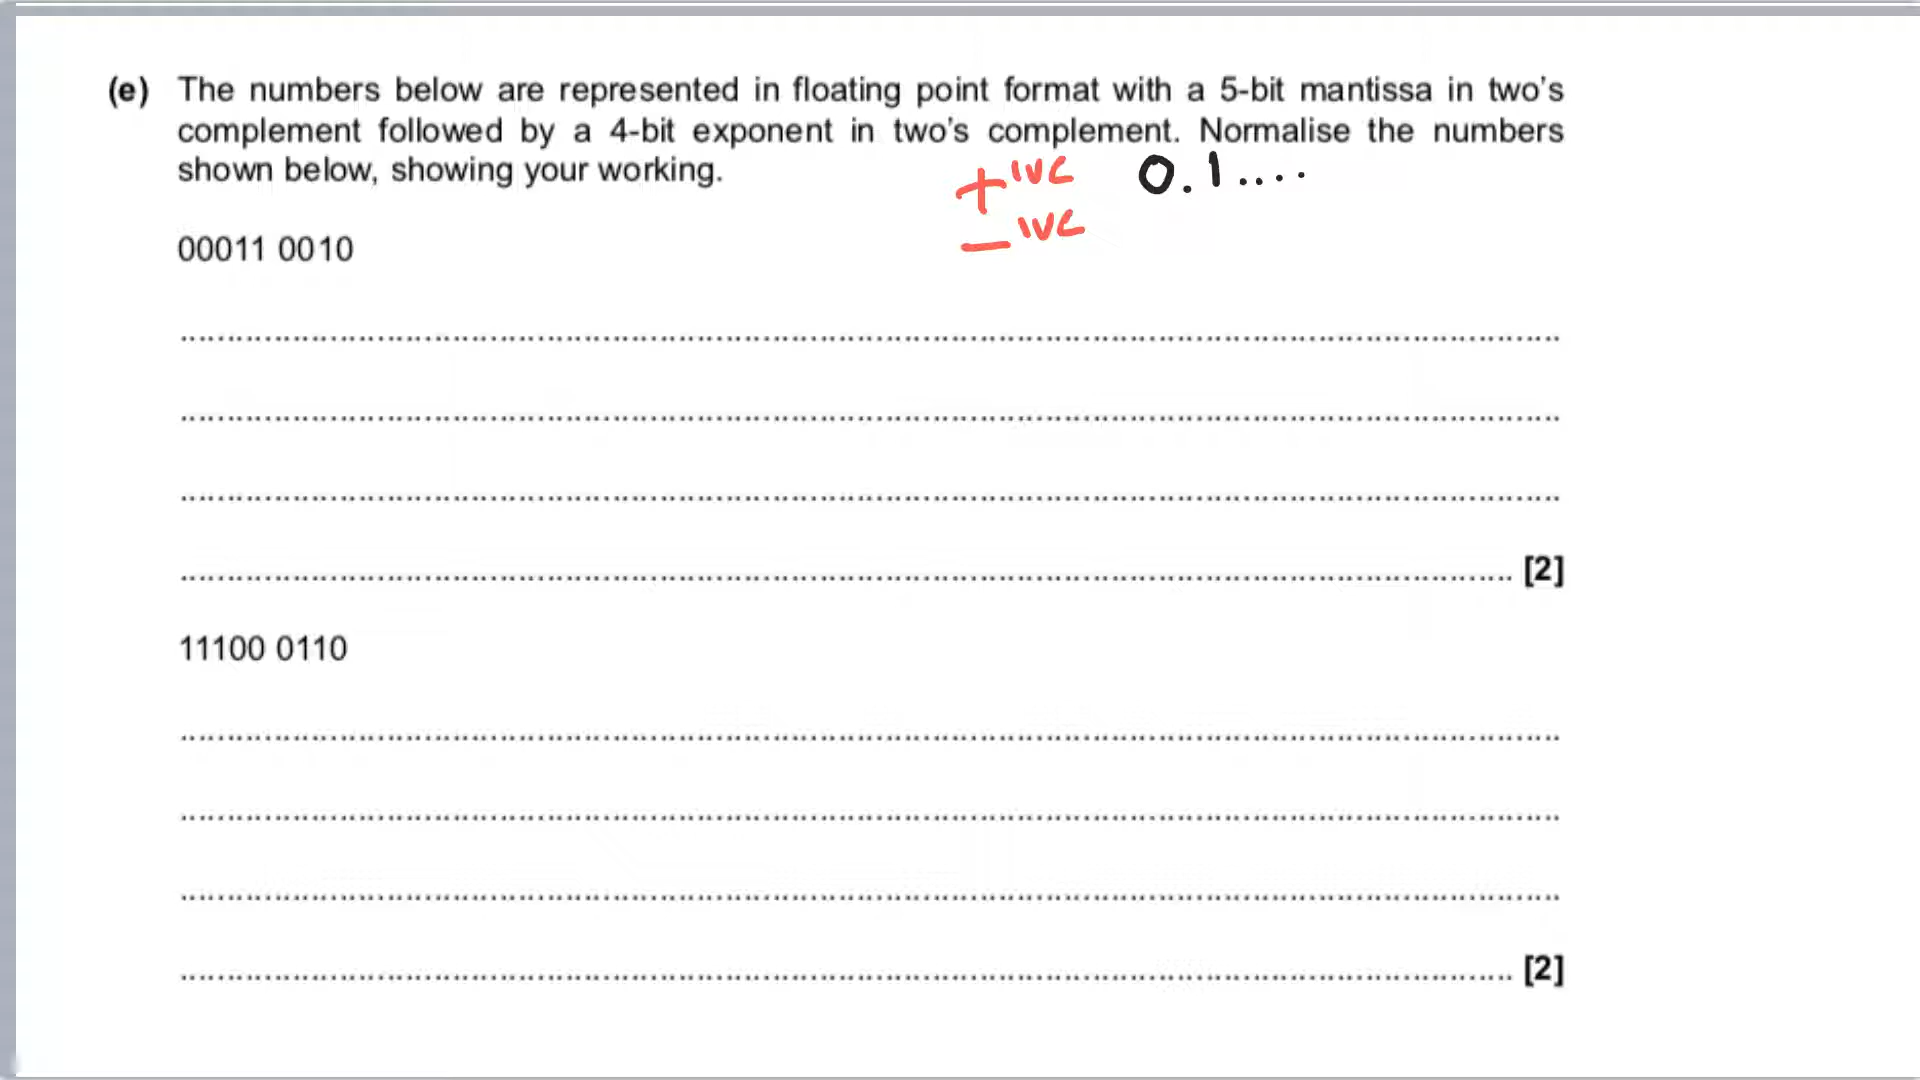 (e) The numbers below are represented in floating point format with a 5-bit mantissa in two's
complement followed by a 4-bit exponent in two's complement. Normalise the numbers
shown below, showing your working.
+ive 0.1....
-ive
00011 0010
[2]
11100 0110
[2]